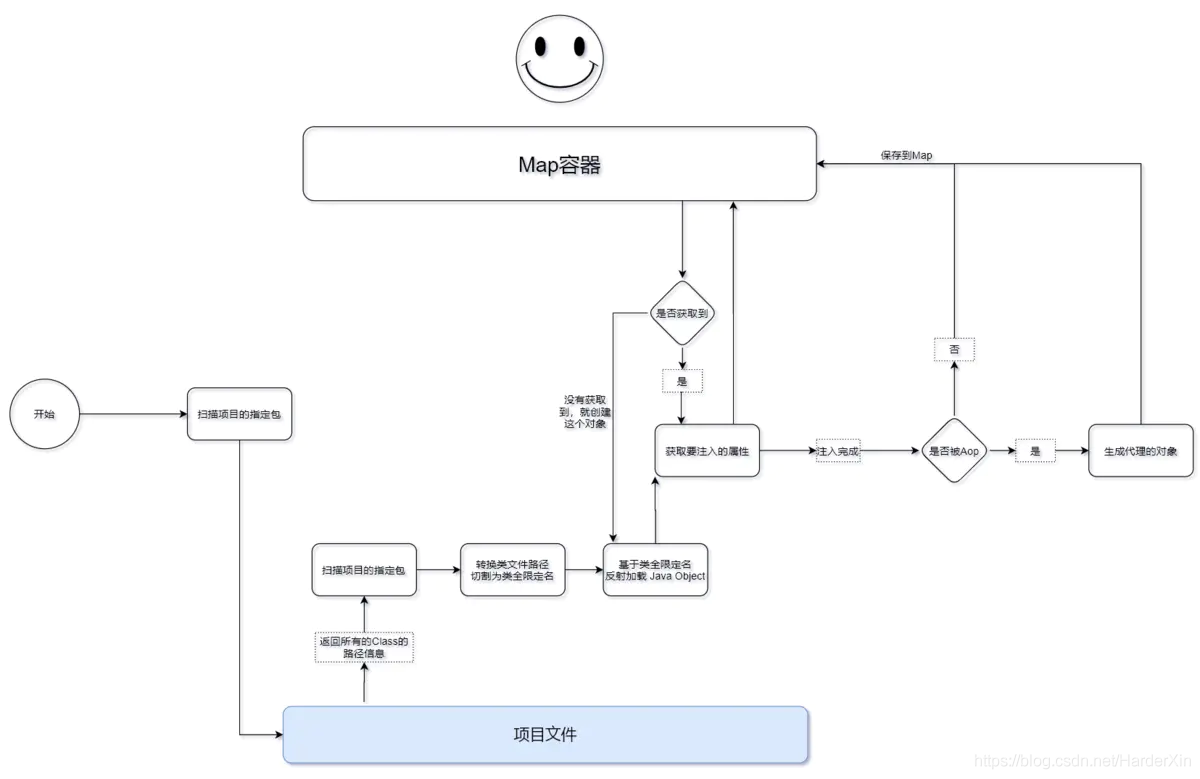 Map容器
保存到Map
是否获取到
否
是
没有获取
到，就创建
这个对象
开始
扫描项目的指定包
获取要注入的属性
注入完成
是否被Aop
是
生成代理的对象
扫描项目的指定包
转换类文件路径
切割为类全限定名
基于类全限定名
反射加载 Java Object
返回所有的Class的
路径信息
项目文件
https://blog.csdn.net/HarderXin